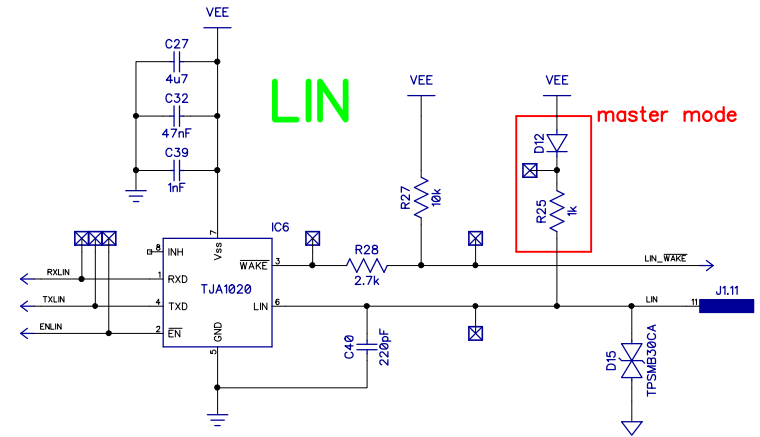 VEE
C27
4u7
C32
47nF
C39
1nF
LIN
VEE
R27
10k
VEE
master mode
D12
R25
1k
IC6
7
Vss
8
INH
WAKE
3
R28
2.7k
LIN_WAKE
RXLIN
1
RXD
TJA1020
TXLIN
4
TXD
LIN
6
LIN
11
J1.11
ENLIN
2
EN
GND
5
C40
220pF
D15
TPSMB30CA